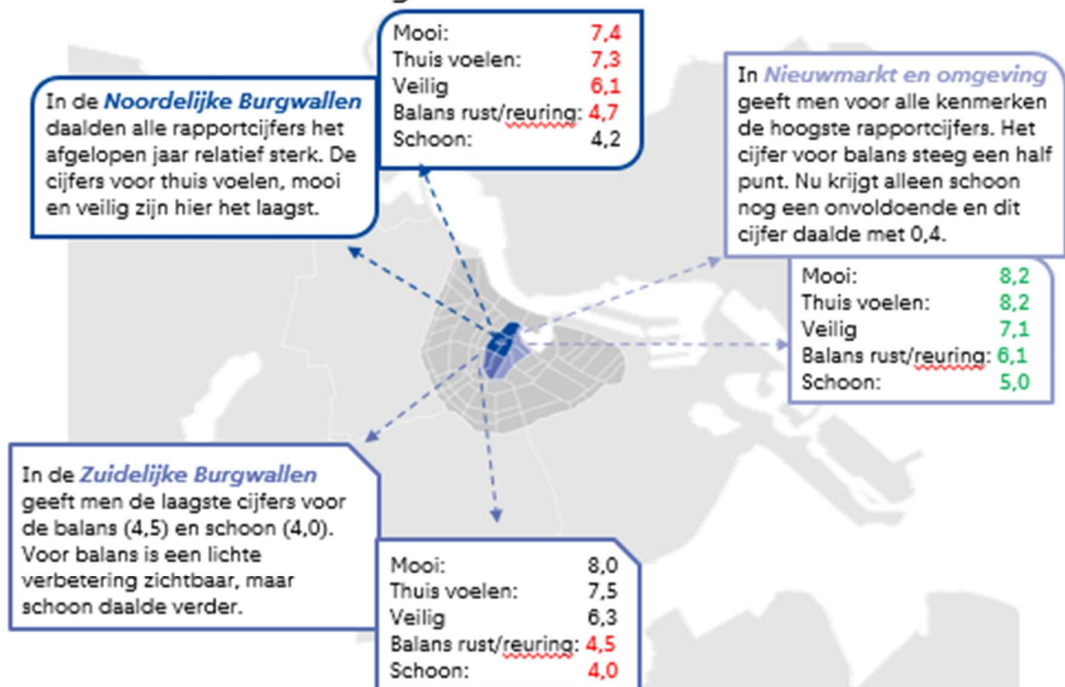 Mooi: 7,4
Thuis voelen: 7,3
Veilig 6,1
Balans rust/reuring: 4,7
Schoon: 4,2
In de Noordelijke Burgwallen
daalden alle rapportcijfers het
afgelopen jaar relatief sterk. De
cijfers voor thuis voelen, mooi
en veilig zijn hier het laagst.
In Nieuwmarkt en omgeving
geeft men voor alle kenmerken
de hoogste rapportcijfers. Het
cijfer voor balans steeg een half
punt. Nu krijgt alleen schoon
nog een onvoldoende en dit
cijfer daalde met 0,4.
Mooi: 8,2
Thuis voelen: 8,2
Veilig 7,1
Balans rust/reuring: 6,1
Schoon: 5,0
In de Zuidelijke Burgwallen
geeft men de laagste cijfers voor
de balans (4,5) en schoon (4,0).
Voor balans is een lichte
verbetering zichtbaar, maar
schoon daalde verder.
Mooi: 8,0
Thuis voelen: 7,5
Veilig 6,3
Balans rust/reuring: 4,5
Schoon: 4,0